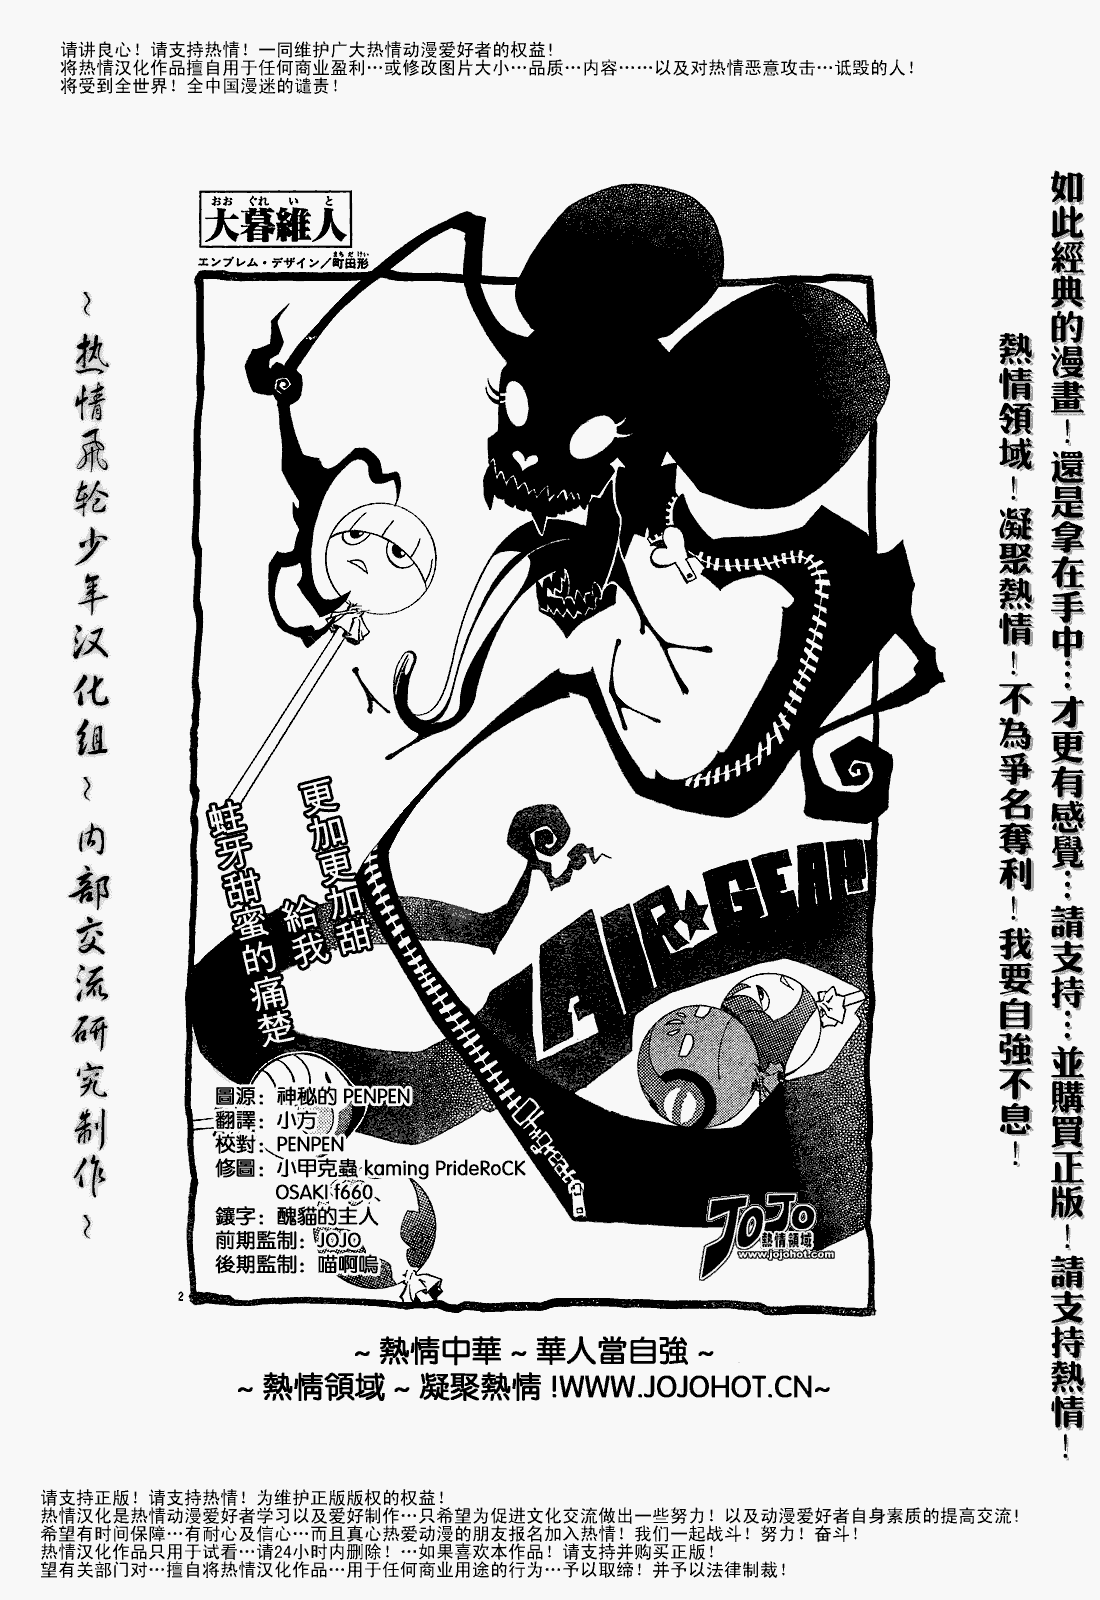 请讲良心！请支持热情！一同维护广大热情动漫爱好者的权益！
将热情汉化作品擅自用于任何商业盈利…或修改图片大小…品质…内容……以及对热情恶意攻击…诋毁的人！
将受到全世界！全中国漫迷的谴责！
如此經典的漫畫！還是拿在手中…才更有感覺…請支持…並購買正版！請支持熱情！
熱情領域！凝聚熱情！不為爭名奪利！我要自強不息！
おお ぐれ い と
大暮維人
まちだ けい
エンブレム・デザイン／町田形
~热情飛轮少年汉化组~内部交流研究制作~
更加更加甜
給我
蛀牙甜蜜的痛楚
AIR★GEAR
圖源：神秘的 PENPEN
翻譯：小方
校對：PENPEN
修圖：小甲克蟲 kaming PrideRoCK
OSAKI f660、
鑲字：醜貓的主人
前期監制：JOJO
後期監制：喵啊嗚
JOJO
熱情領域
www.jojohot.com
2
~ 熱情中華 ~ 華人當自強 ~
~ 熱情領域 ~ 凝聚熱情 !WWW.JOJOHOT.CN~
请支持正版！请支持热情！为维护正版版权的权益！
热情汉化是热情动漫爱好者学习以及爱好制作…只希望为促进文化交流做出一些努力！以及动漫爱好者自身素质的提高交流！
希望有时间保障…有耐心及信心…而且真心热爱动漫的朋友报名加入热情！我们一起战斗！努力！奋斗！
热情汉化作品只用于试看…请24小时内删除！…如果喜欢本作品！请支持并购买正版！
望有关部门对…擅自将热情汉化作品…用于任何商业用途的行为…予以取缔！并予以法律制裁！